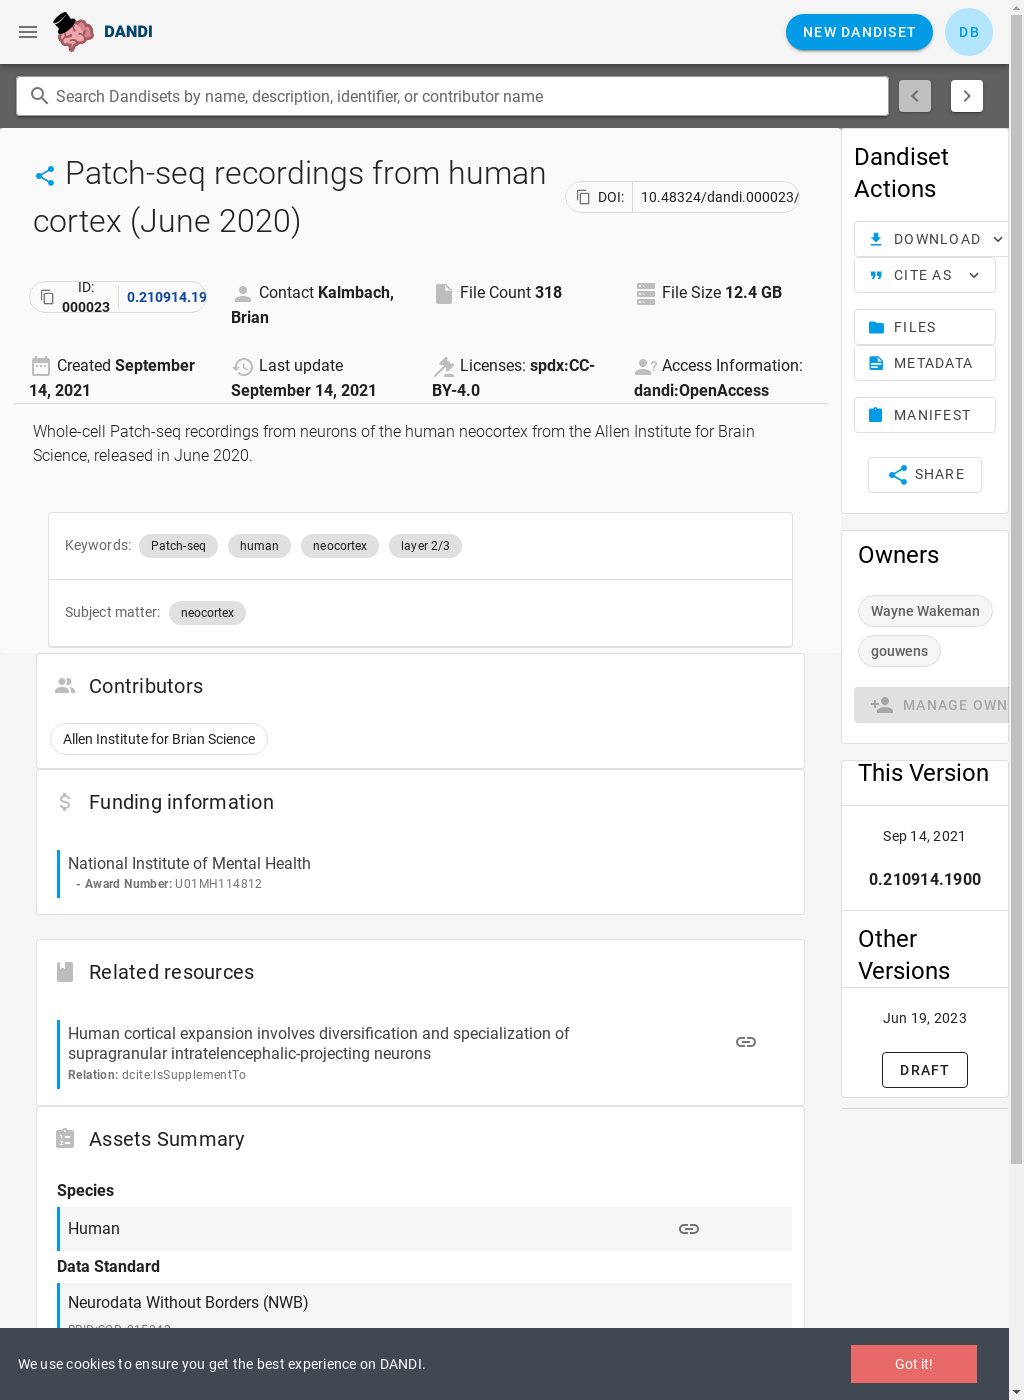 DANDI
NEW DANDISET
DB
Search Dandisets by name, description, identifier, or contributor name
Patch-seq recordings from human
cortex (June 2020)
DOI:
10.48324/dandi.000023/
ID:
000023
0.210914.19
Contact Kalmbach,
Brian
File Count 318
File Size 12.4 GB
Created September
14, 2021
Last update
September 14, 2021
Licenses: spdx:CC-
BY-4.0
Access Information:
dandi:OpenAccess
Whole-cell Patch-seq recordings from neurons of the human neocortex from the Allen Institute for Brain
Science, released in June 2020.
Keywords: Patch-seq human neocortex layer 2/3
Subject matter: neocortex
Contributors
Allen Institute for Brian Science
Funding information
National Institute of Mental Health
- Award Number: U01MH114812
Related resources
Human cortical expansion involves diversification and specialization of
supragranular intratelencephalic-projecting neurons
Relation: dcite:IsSupplementTo
Assets Summary
Species
Human
Data Standard
Neurodata Without Borders (NWB)
Dandiset
Actions
DOWNLOAD
CITE AS
FILES
METADATA
MANIFEST
SHARE
Owners
Wayne Wakeman
gouwens
MANAGE OWN
This Version
Sep 14, 2021
0.210914.1900
Other
Versions
Jun 19, 2023
DRAFT
We use cookies to ensure you get the best experience on DANDI.
Got it!